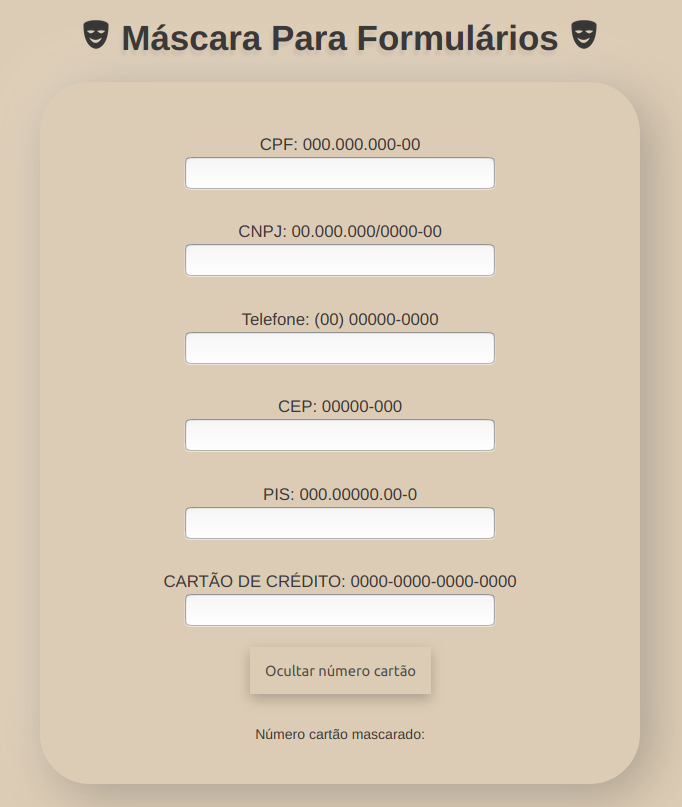 Máscara Para Formulários
CPF: 000.000.000-00
CNPJ: 00.000.000/0000-00
Telefone: (00) 00000-0000
CEP: 00000-000
PIS: 000.00000.00-0
CARTÃO DE CRÉDITO: 0000-0000-0000-0000
Ocultar número cartão
Número cartão mascarado: